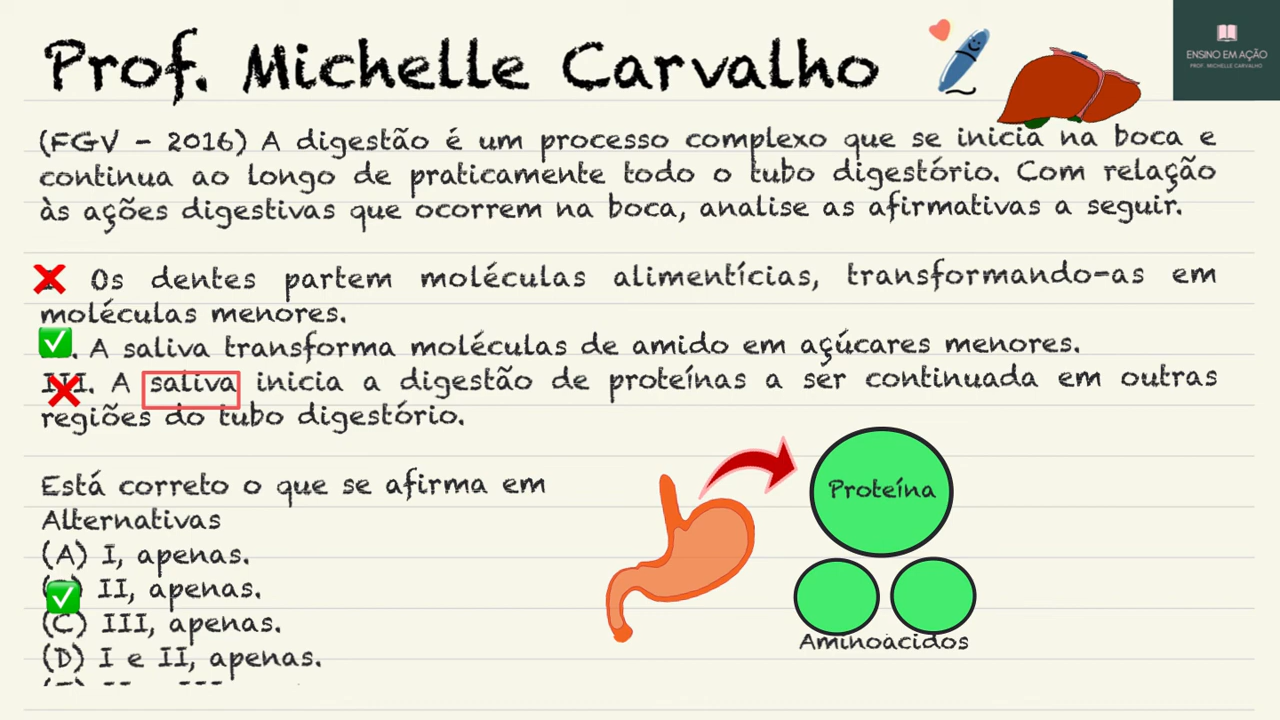 Prof. Michelle Carvalho
ENSINO EM AÇÃO
PROF. MICHELLE CARVALHO
(FGV - 2016) A digestão é um processo complexo que se inicia na boca e
continua ao longo de praticamente todo o tubo digestório. Com relação
às ações digestivas que ocorrem na boca, analise as afirmativas a seguir.
Os dentes partem moléculas alimentícias, transformando-as em
moléculas menores.
. A saliva transforma moléculas de amido em açúcares menores.
III. A saliva inicia a digestão de proteínas a ser continuada em outras
regiões do tubo digestório.
Está correto o que se afirma em
Alternativas
(A) I, apenas.
II, apenas.
(C) III, apenas.
(D) I e II, apenas.
Proteína
Aminoácidos